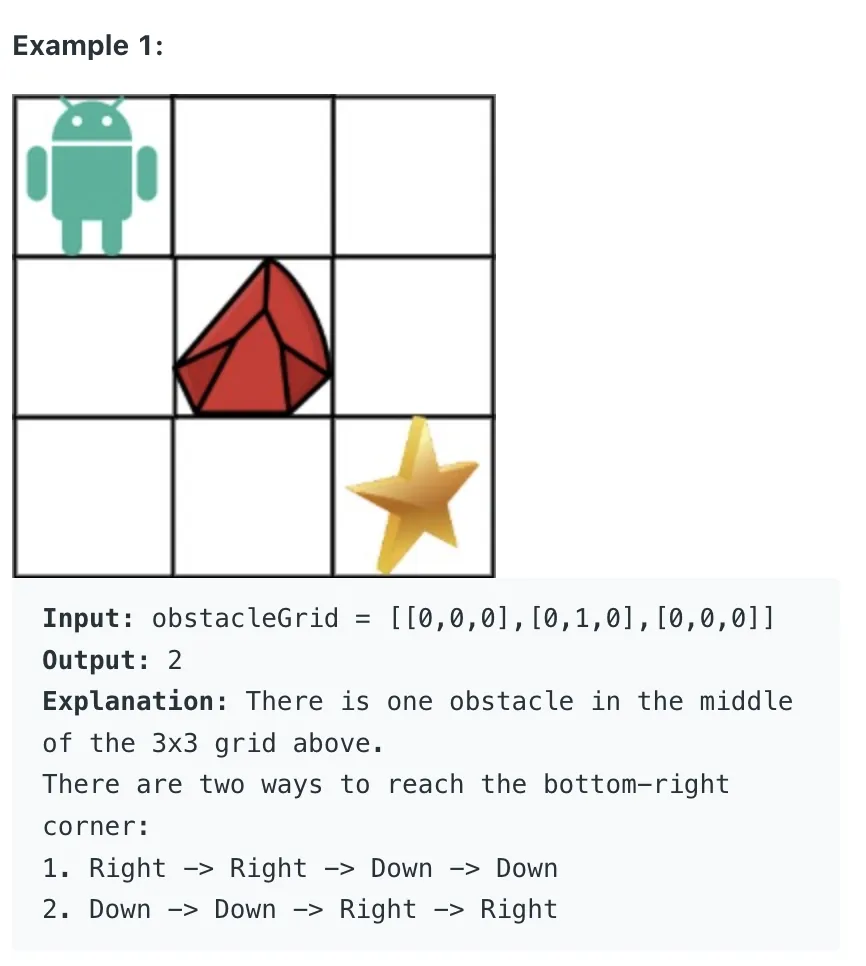 Example 1:
Input: obstacleGrid = [[0,0,0],[0,1,0],[0,0,0]]
Output: 2
Explanation: There is one obstacle in the middle
of the 3x3 grid above.
There are two ways to reach the bottom-right
corner:
1. Right -> Right -> Down -> Down
2. Down -> Down -> Right -> Right